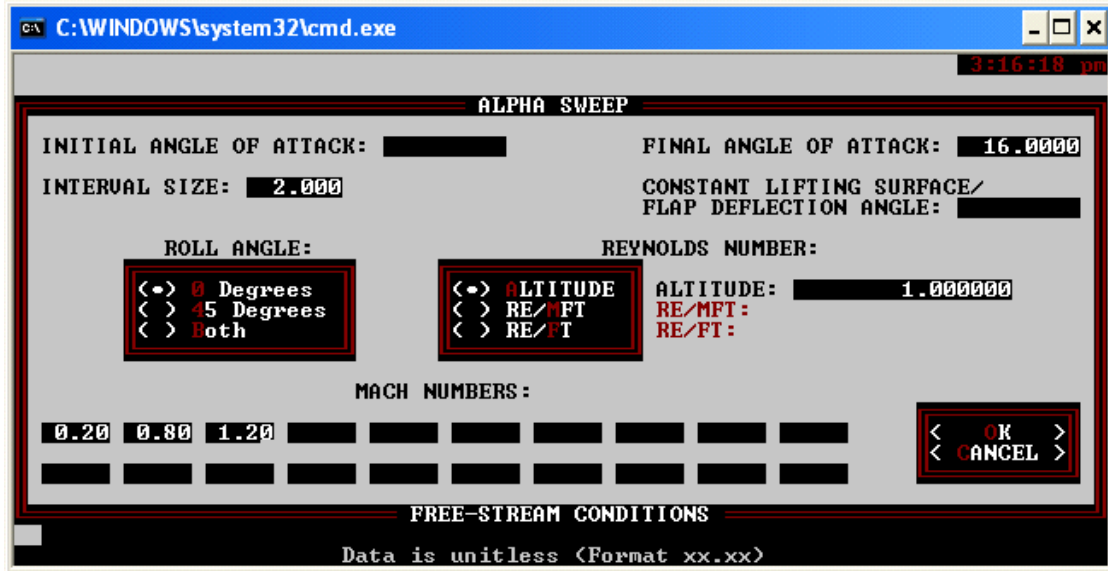 C:\WINDOWS\system32\cmd.exe
3:16:18 pm
ALPHA SWEEP
INITIAL ANGLE OF ATTACK: FINAL ANGLE OF ATTACK: 16.0000
INTERVAL SIZE: 2.000 CONSTANT LIFTING SURFACE/
FLAP DEFLECTION ANGLE:
ROLL ANGLE: REYNOLDS NUMBER:
(•) 0 Degrees (•) ALTITUDE ALTITUDE: 1.000000
( ) 45 Degrees ( ) RE/MFT RE/MFT:
( ) Both ( ) RE/FT RE/FT:
MACH NUMBERS:
0.20 0.80 1.20 < OK >
< CANCEL >
FREE-STREAM CONDITIONS
Data is unitless (Format xx.xx)